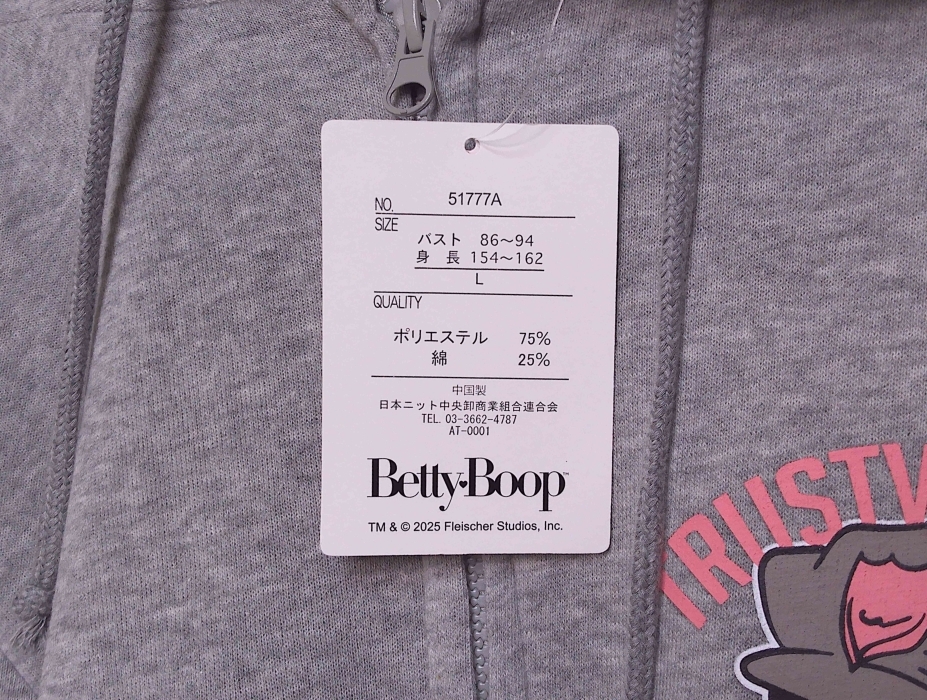 NO. 51777A
SIZE
バスト 86～94
身 長 154～162
L
QUALITY
ポリエステル 75%
綿 25%
中国製
日本ニット中央卸商業組合連合会
TEL. 03-3662-4787
AT-0001
Betty Boop™
TM & © 2025 Fleischer Studios, Inc.